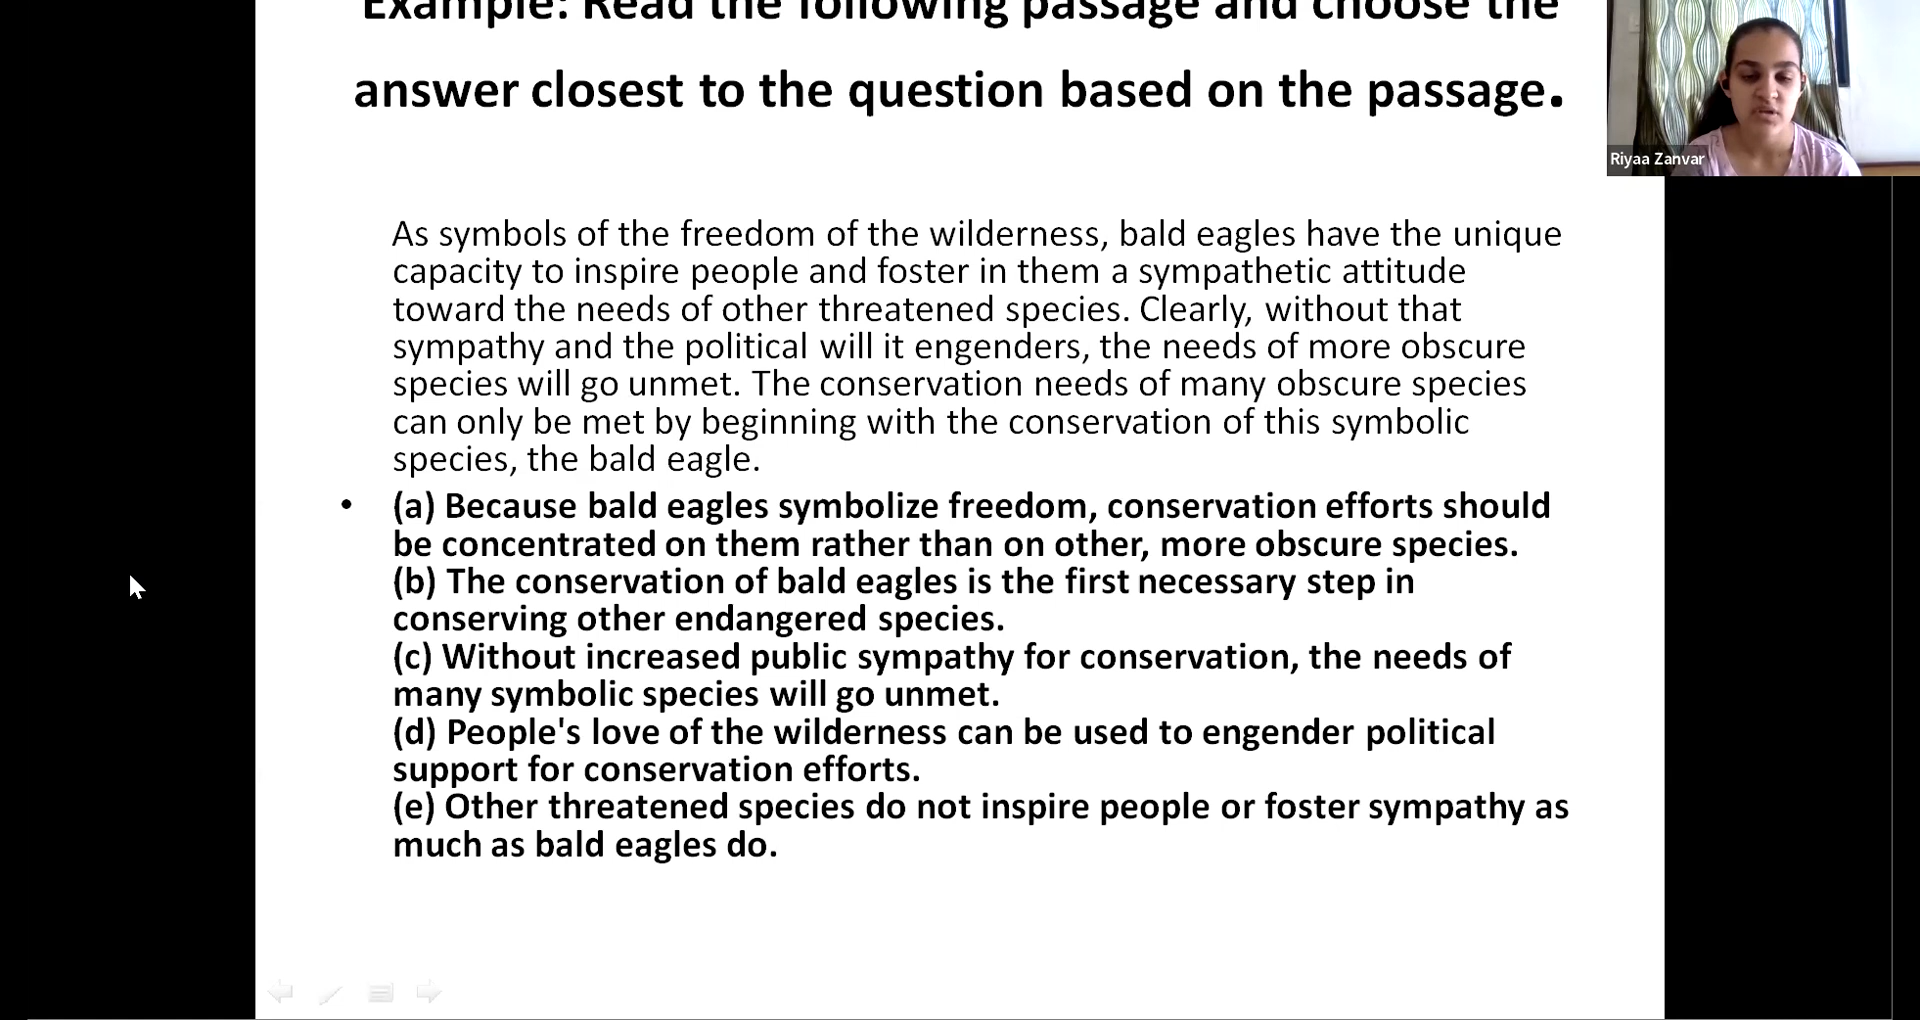 Example: Read the following passage and choose the
answer closest to the question based on the passage.
Riyaa Zanvar
As symbols of the freedom of the wilderness, bald eagles have the unique
capacity to inspire people and foster in them a sympathetic attitude
toward the needs of other threatened species. Clearly, without that
sympathy and the political will it engenders, the needs of more obscure
species will go unmet. The conservation needs of many obscure species
can only be met by beginning with the conservation of this symbolic
species, the bald eagle.
• (a) Because bald eagles symbolize freedom, conservation efforts should
be concentrated on them rather than on other, more obscure species.
(b) The conservation of bald eagles is the first necessary step in
conserving other endangered species.
(c) Without increased public sympathy for conservation, the needs of
many symbolic species will go unmet.
(d) People's love of the wilderness can be used to engender political
support for conservation efforts.
(e) Other threatened species do not inspire people or foster sympathy as
much as bald eagles do.